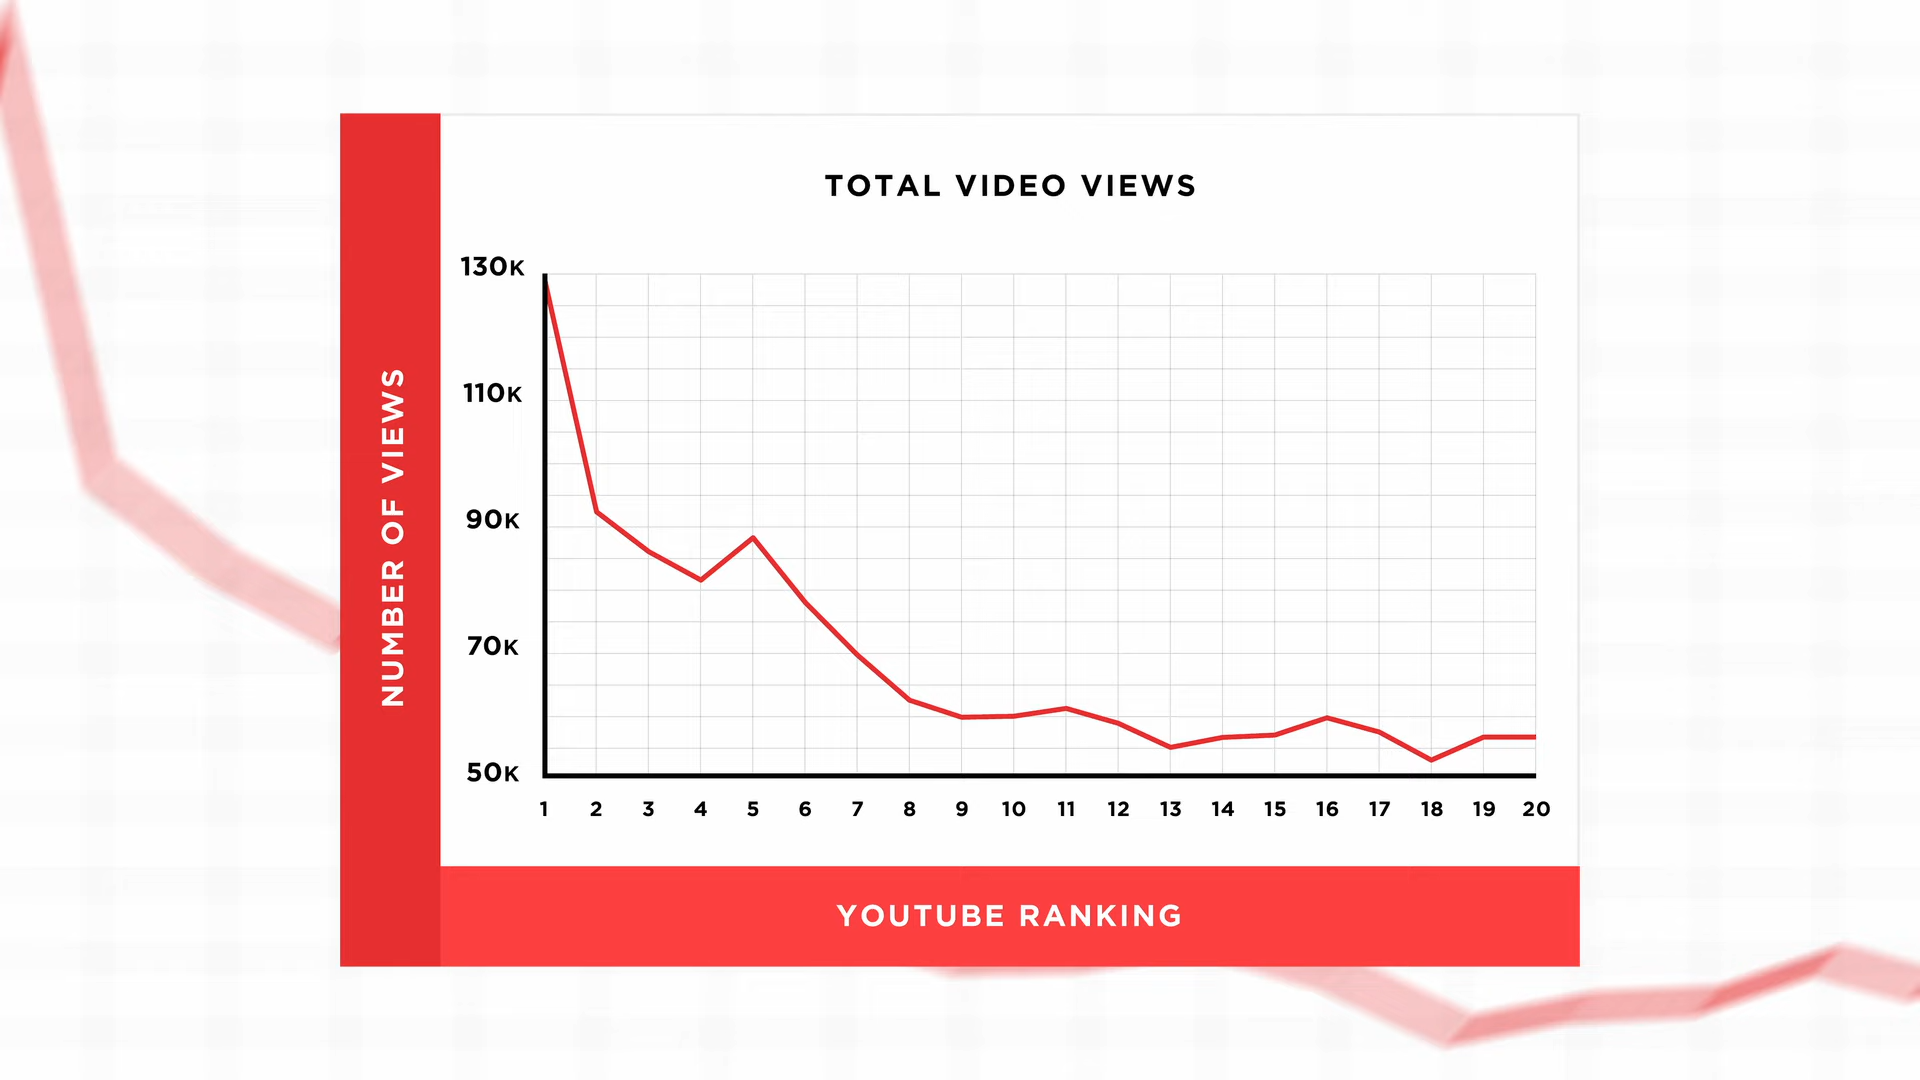 TOTAL VIDEO VIEWS
NUMBER OF VIEWS
130K
110K
90K
70K
50K
1 2 3 4 5 6 7 8 9 10 11 12 13 14 15 16 17 18 19 20
YOUTUBE RANKING